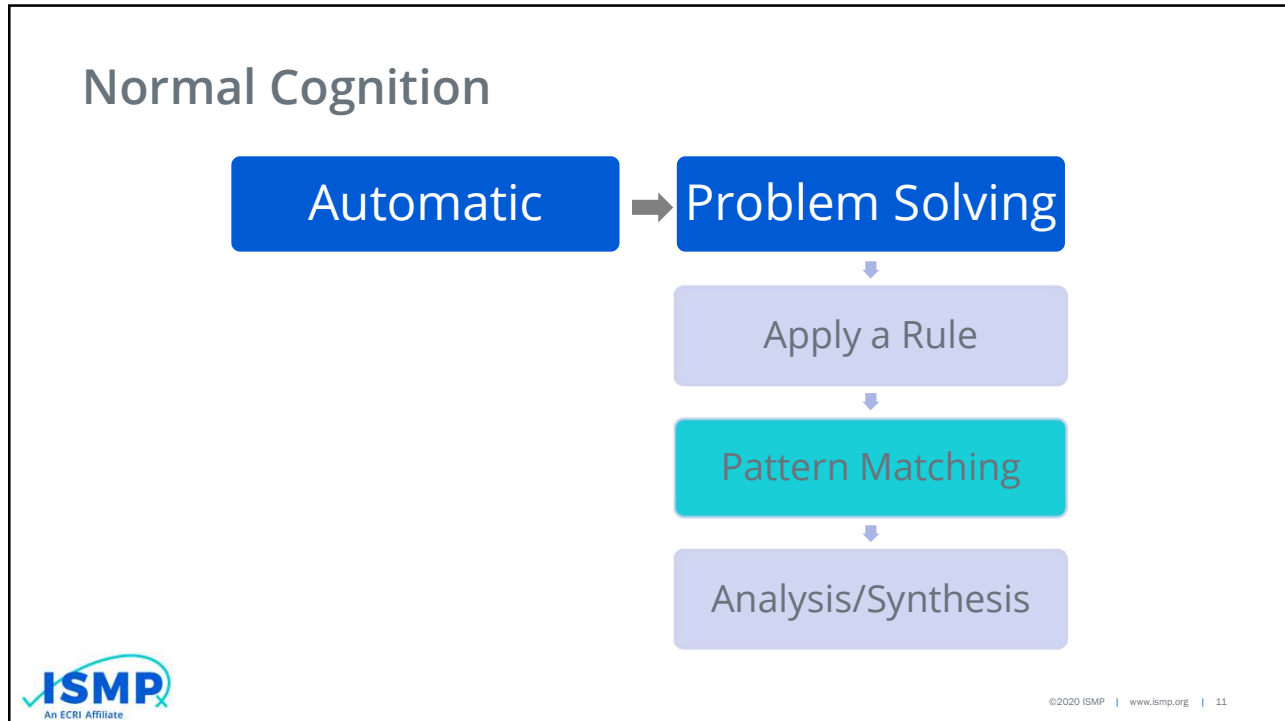 Normal Cognition
Automatic
Problem Solving
Apply a Rule
Pattern Matching
Analysis/Synthesis
ISMP
An ECRI Affiliate
©2020 ISMP | www.ismp.org | 11